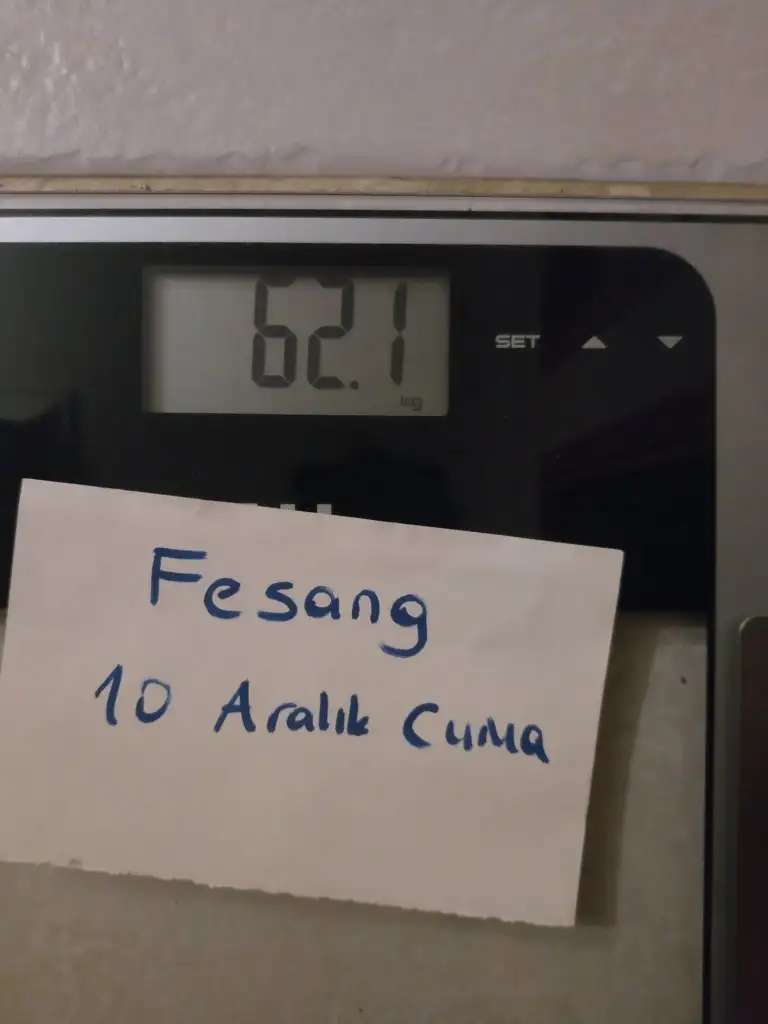 62.1
kg
SET
Fesang
10 Aralık Cuma